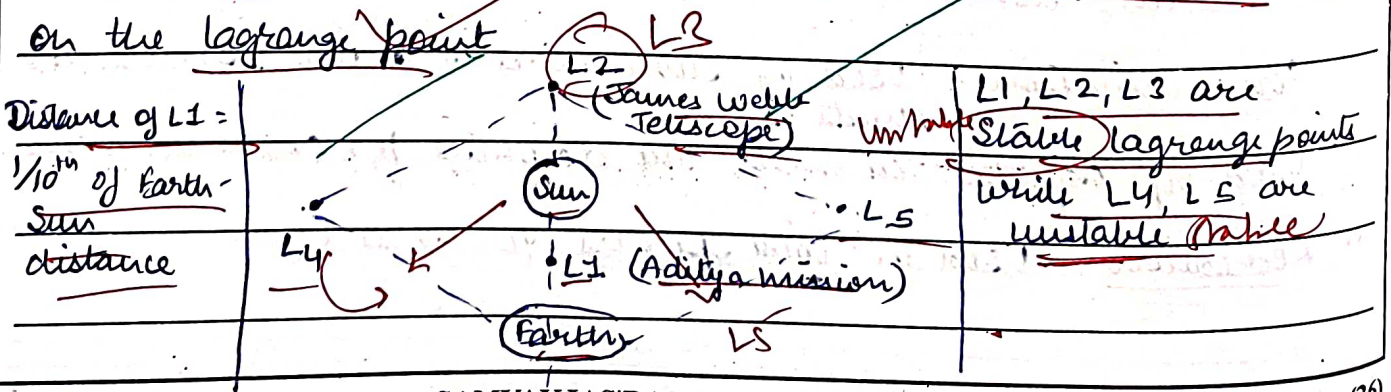 on the lagrange point
L3
L2
(James Webb
Teliscope)
Distance of L1 =
1/10th of Earth-
Sun
distance
Sun
L4
L5
L1 (Aditya mission)
Earth
L5
L1, L2, L3 are
Unstable Stable lagrange points
while L4, L5 are
unstable stable